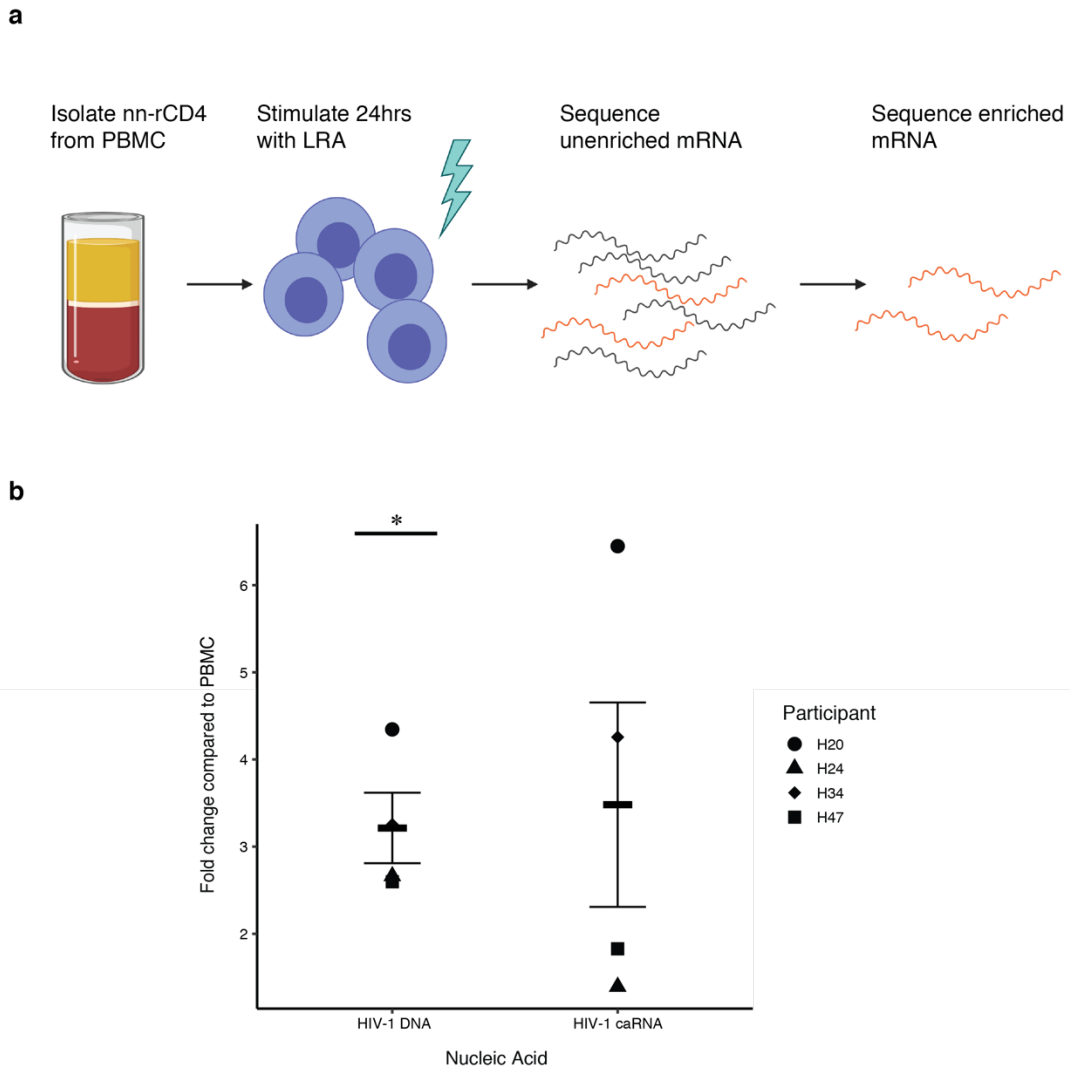 a
Isolate nn-rCD4
from PBMC
Stimulate 24hrs
with LRA
Sequence
unenriched mRNA
Sequence enriched
mRNA
b
*
Fold change compared to PBMC
6
5
4
3
2
HIV-1 DNA
HIV-1 caRNA
Nucleic Acid
Participant
H20
H24
H34
H47